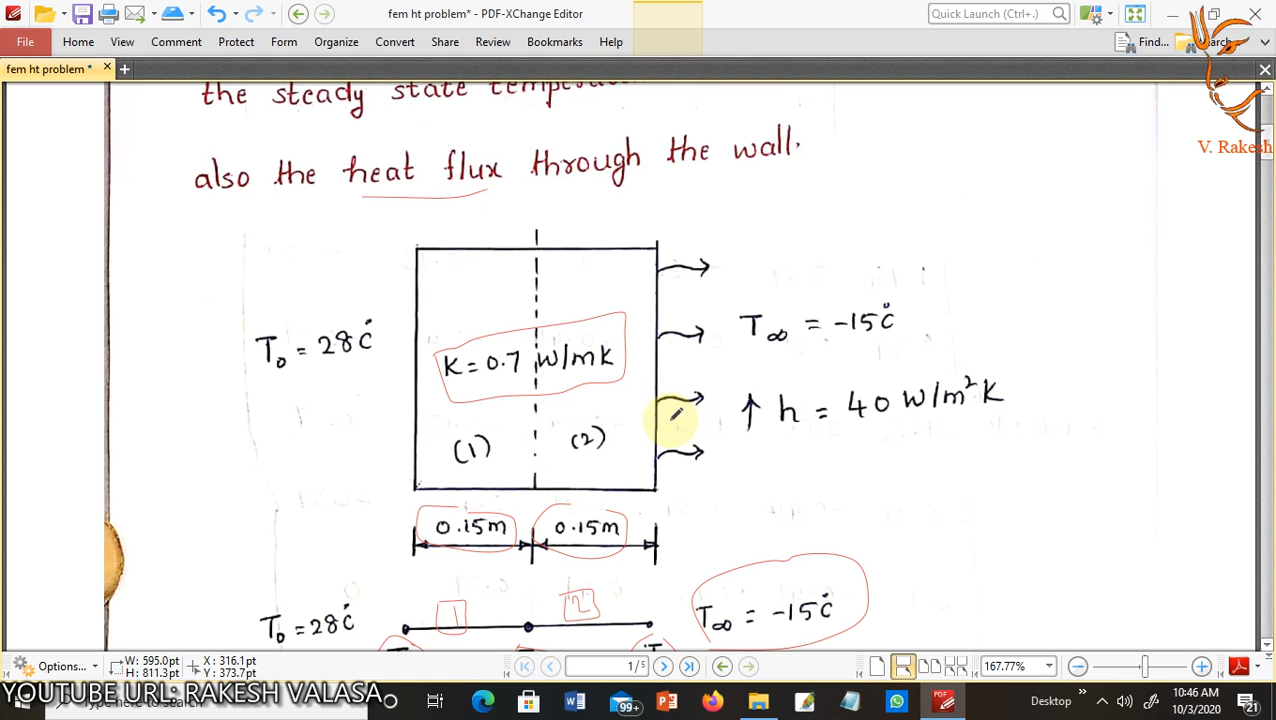 fem ht problem* - PDF-XChange Editor
Quick Launch (Ctrl+.)
File Home View Comment Protect Form Organize Convert Share Review Bookmarks Help
Find...
fem ht problem *
V. Rakesh
the steady state
also the heat flux through the wall.
T₀ = 28°C
K = 0.7 W/mK
T∞ = -15°C
↑ h = 40 W/m² K
(1) (2)
0.15m 0.15m
1 2
T₀ = 28°C
T∞ = -15°C
Options...
W: 595.0pt
H: 811.3pt
X: 316.1pt
Y: 373.7pt
1 / 5
167.77%
YOUTUBE URL: RAKESH VALASA
99+
Desktop
10:46 AM
10/3/2020
21